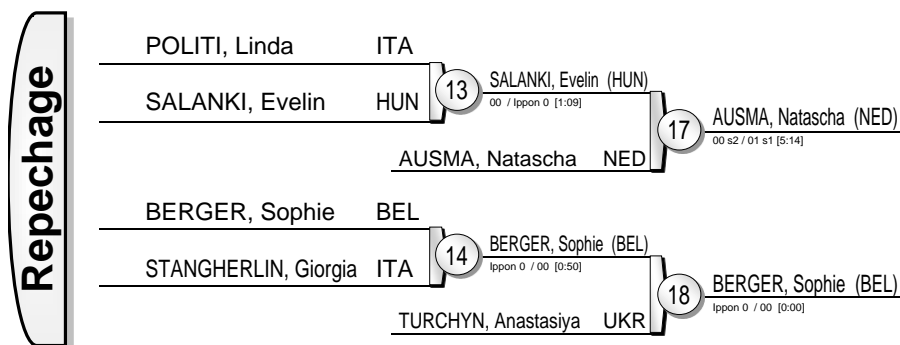 Repechage
POLITI, Linda ITA
SALANKI, Evelin HUN
13
SALANKI, Evelin (HUN)
00 / Ippon 0 [1:09]
AUSMA, Natascha NED
17
AUSMA, Natascha (NED)
00 s2 / 01 s1 [5:14]
BERGER, Sophie BEL
STANGHERLIN, Giorgia ITA
14
BERGER, Sophie (BEL)
Ippon 0 / 00 [0:50]
TURCHYN, Anastasiya UKR
18
BERGER, Sophie (BEL)
Ippon 0 / 00 [0:00]